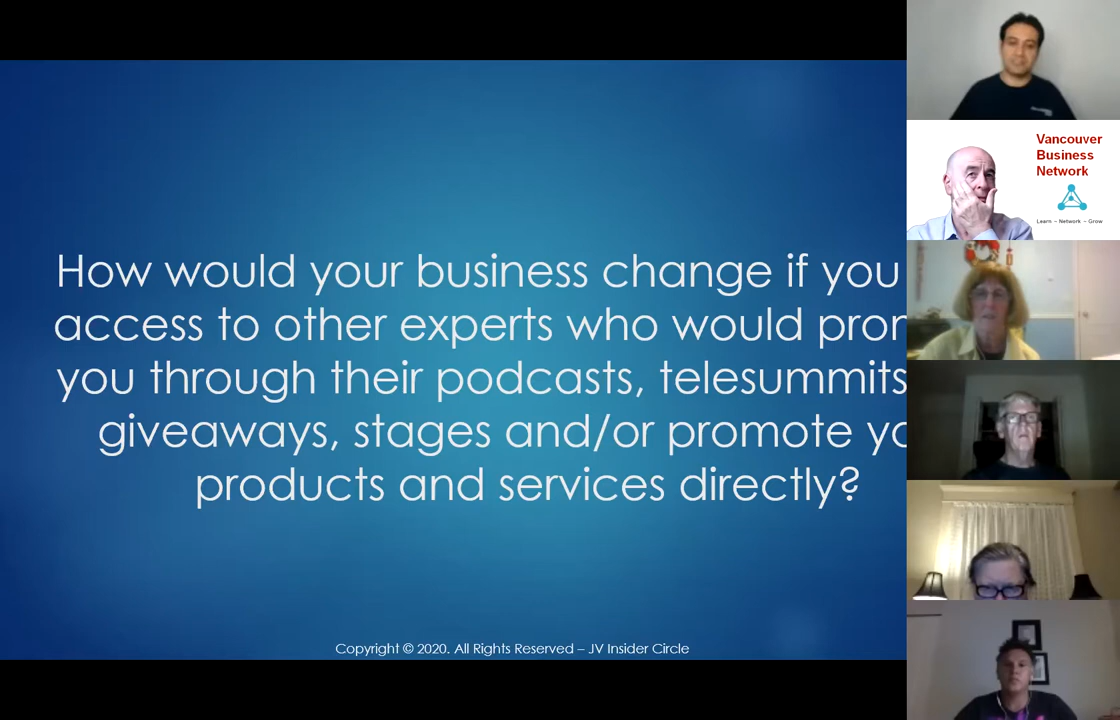 How would your business change if you
access to other experts who would
you through their podcasts, telesummits
giveaways, stages and/or promote
products and services directly?
Copyright © 2020. All Rights Reserved – JV Insider Circle
Vancouver
Business
Network
Learn – Network – Grow